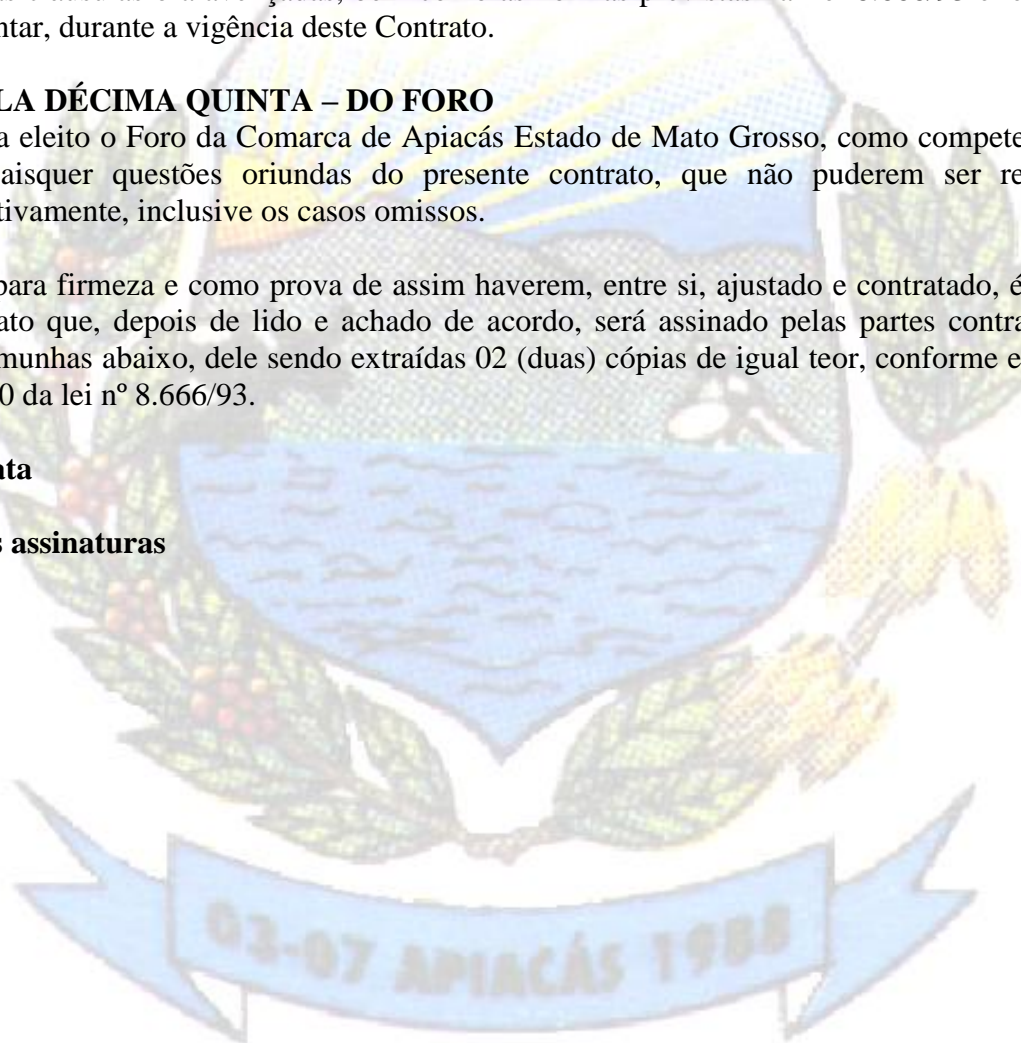 ntar, durante a vigência deste Contrato.
LA DÉCIMA QUINTA – DO FORO
a eleito o Foro da Comarca de Apiacás Estado de Mato Grosso, como compete
aisquer questões oriundas do presente contrato, que não puderem ser re
tivamente, inclusive os casos omissos.
para firmeza e como prova de assim haverem, entre si, ajustado e contratado, é
ato que, depois de lido e achado de acordo, será assinado pelas partes contra
munhas abaixo, dele sendo extraídas 02 (duas) cópias de igual teor, conforme e
0 da lei nº 8.666/93.
ata
s assinaturas
03-07 APIACÁS 1988